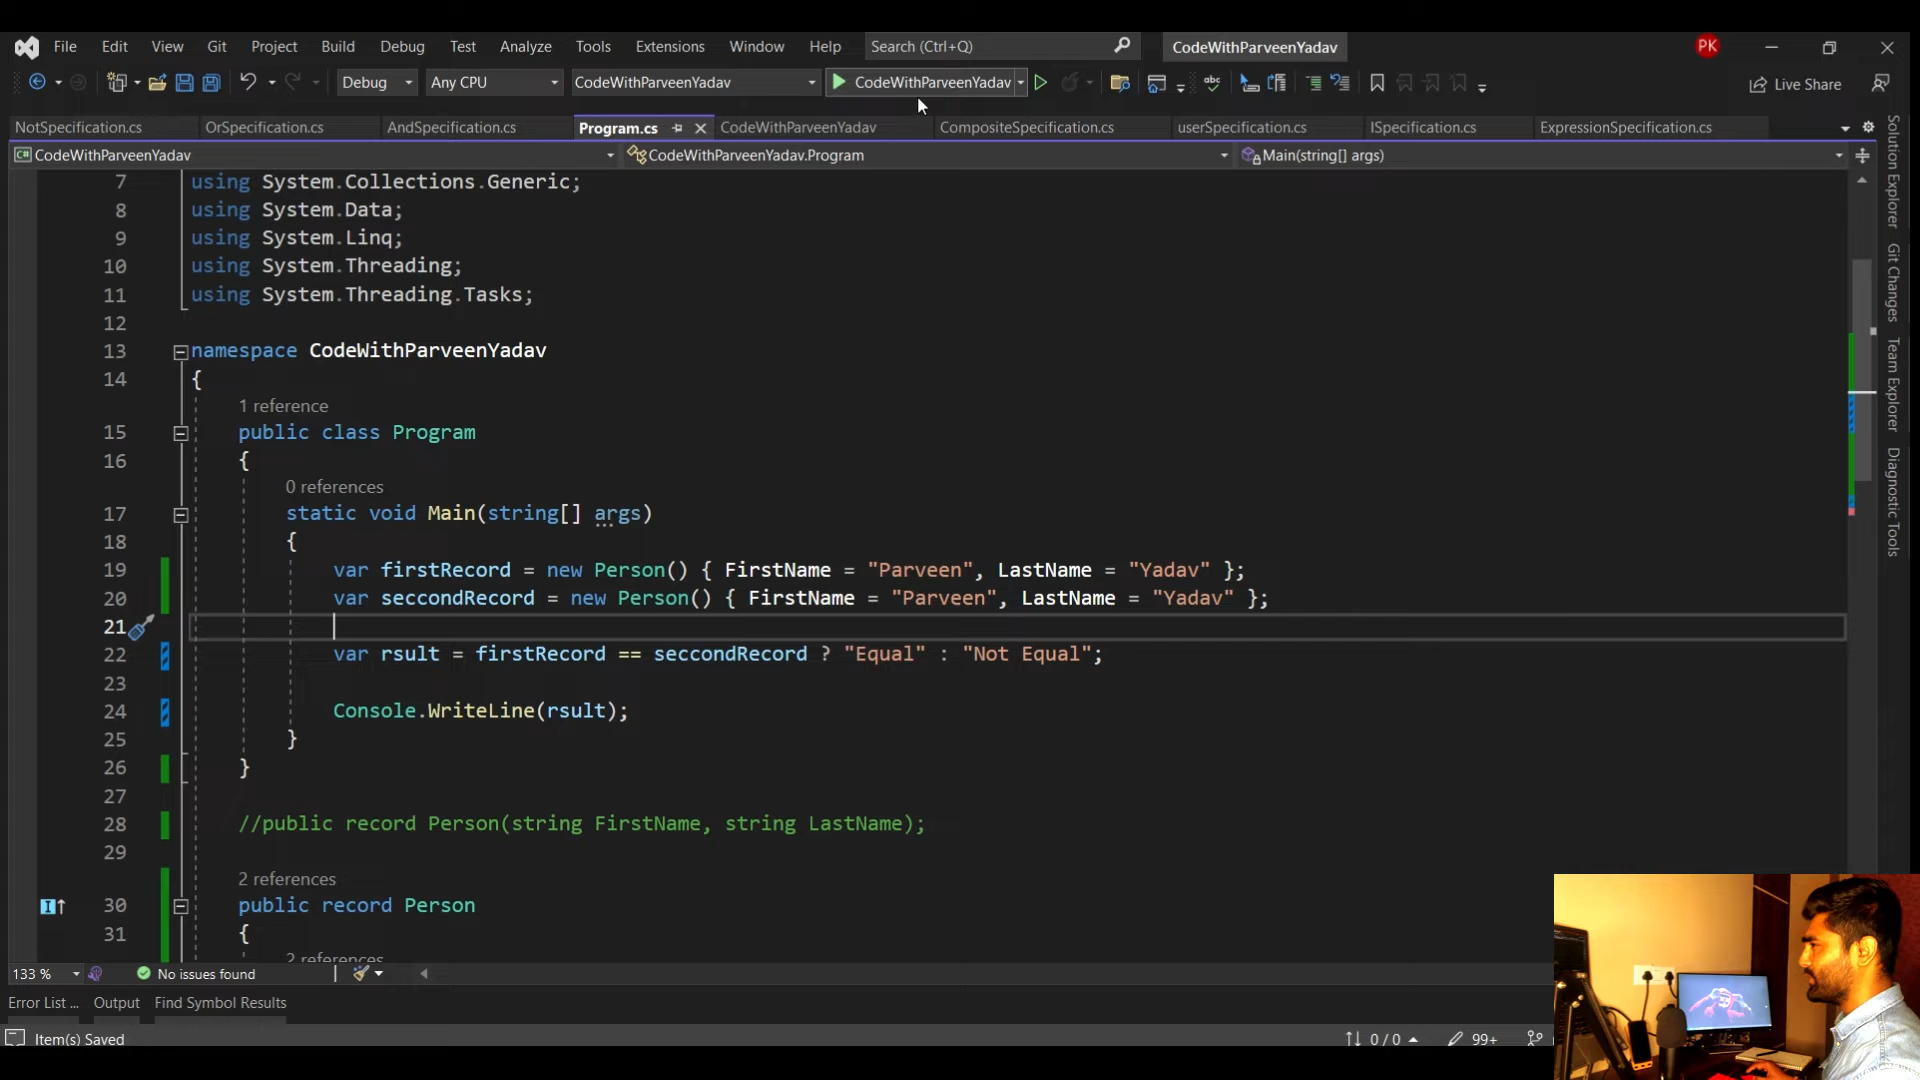 File Edit View Git Project Build Debug Test Analyze Tools Extensions Window Help Search (Ctrl+Q) CodeWithParveenYadav PK
Debug Any CPU CodeWithParveenYadav CodeWithParveenYadav Live Share
NotSpecification.cs OrSpecification.cs AndSpecification.cs Program.cs CodeWithParveenYadav CompositeSpecification.cs userSpecification.cs ISpecification.cs ExpressionSpecification.cs
CodeWithParveenYadav CodeWithParveenYadav.Program Main(string[] args)
7 using System.Collections.Generic;
8 using System.Data;
9 using System.Linq;
10 using System.Threading;
11 using System.Threading.Tasks;
12
13 namespace CodeWithParveenYadav
14 {
1 reference
15 public class Program
16 {
0 references
17 static void Main(string[] args)
18 {
19 var firstRecord = new Person() { FirstName = "Parveen", LastName = "Yadav" };
20 var seccondRecord = new Person() { FirstName = "Parveen", LastName = "Yadav" };
21
22 var rsult = firstRecord == seccondRecord ? "Equal" : "Not Equal";
23
24 Console.WriteLine(rsult);
25 }
26 }
27
28 //public record Person(string FirstName, string LastName);
29
2 references
30 public record Person
31 {
2 references
133 % No issues found
Error List ... Output Find Symbol Results
Item(s) Saved 0 / 0 99+
Solution Explorer
Git Changes
Team Explorer
Diagnostic Tools